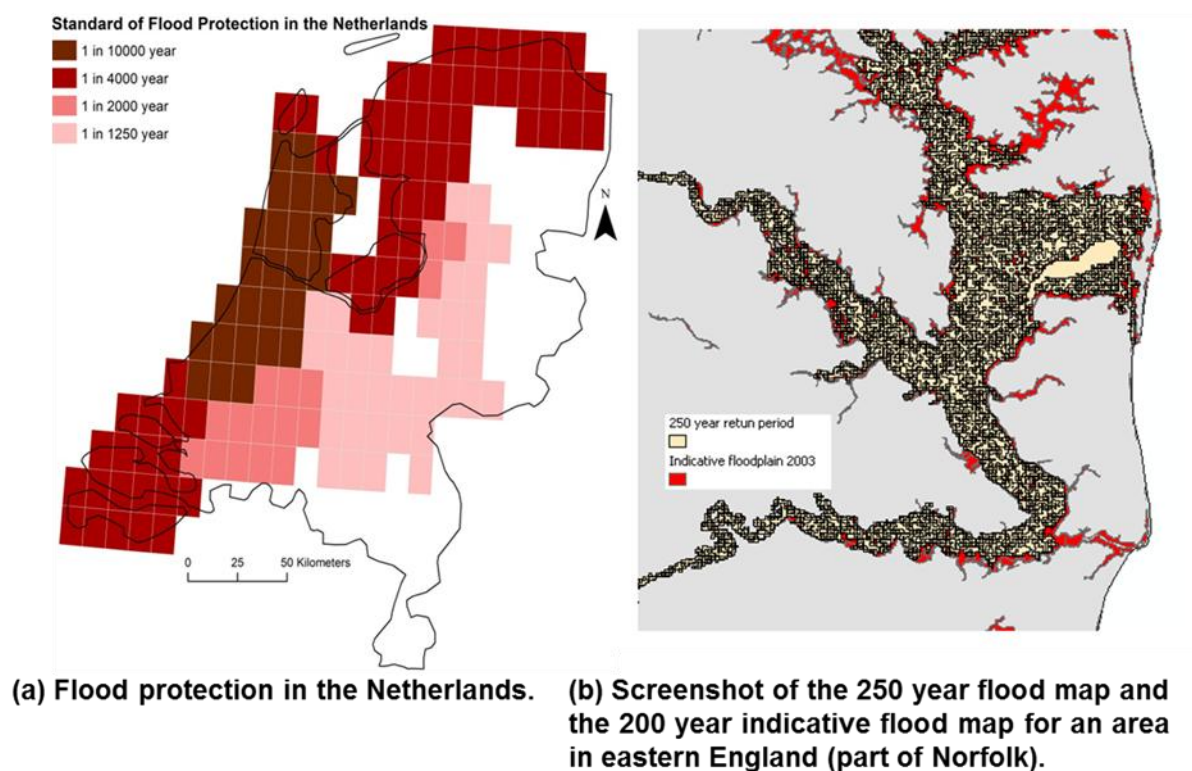 Standard of Flood Protection in the Netherlands
1 in 10000 year
1 in 4000 year
1 in 2000 year
1 in 1250 year
N
0 25 50 Kilometers
250 year retun period
Indicative floodplain 2003
(a) Flood protection in the Netherlands.
(b) Screenshot of the 250 year flood map and
the 200 year indicative flood map for an area
in eastern England (part of Norfolk).